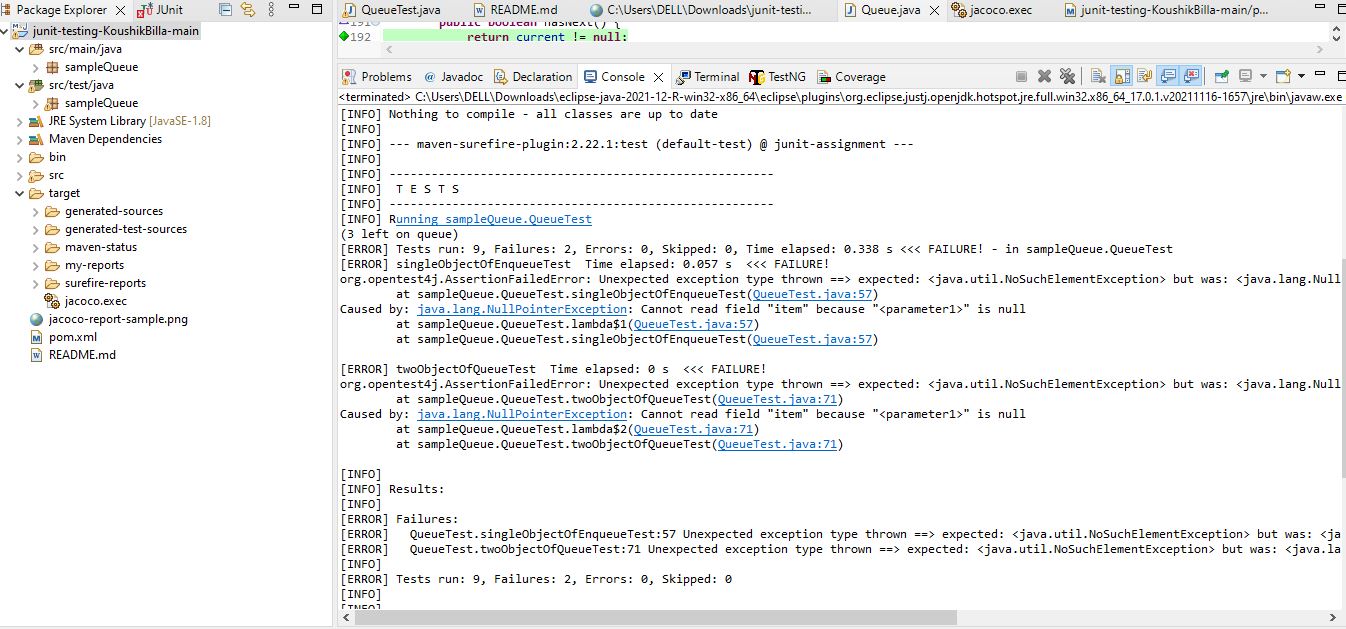 Package Explorer
JUnit
junit-testing-KoushikBilla-main
src/main/java
sampleQueue
src/test/java
sampleQueue
JRE System Library [JavaSE-1.8]
Maven Dependencies
bin
src
target
generated-sources
generated-test-sources
maven-status
my-reports
surefire-reports
jacoco.exec
jacoco-report-sample.png
pom.xml
README.md
QueueTest.java
README.md
C:\Users\DELL\Downloads\junit-testi...
Queue.java
jacoco.exec
junit-testing-KoushikBilla-main/p...
191 public boolean hasNext() {
192 return current != null;
Problems
Javadoc
Declaration
Console
Terminal
TestNG
Coverage
<terminated> C:\Users\DELL\Downloads\eclipse-java-2021-12-R-win32-x86_64\eclipse\plugins\org.eclipse.justj.openjdk.hotspot.jre.full.win32.x86_64_17.0.1.v20211116-1657\jre\bin\javaw.exe
[INFO] Nothing to compile - all classes are up to date
[INFO]
[INFO] --- maven-surefire-plugin:2.22.1:test (default-test) @ junit-assignment ---
[INFO]
[INFO] -------------------------------------------------------
[INFO]  T E S T S
[INFO] -------------------------------------------------------
[INFO] Running sampleQueue.QueueTest
(3 left on queue)
[ERROR] Tests run: 9, Failures: 2, Errors: 0, Skipped: 0, Time elapsed: 0.338 s <<< FAILURE! - in sampleQueue.QueueTest
[ERROR] singleObjectOfEnqueueTest  Time elapsed: 0.057 s  <<< FAILURE!
org.opentest4j.AssertionFailedError: Unexpected exception type thrown ==> expected: <java.util.NoSuchElementException> but was: <java.lang.Null
at sampleQueue.QueueTest.singleObjectOfEnqueueTest(QueueTest.java:57)
Caused by: java.lang.NullPointerException: Cannot read field "item" because "<parameter1>" is null
at sampleQueue.QueueTest.lambda$1(QueueTest.java:57)
at sampleQueue.QueueTest.singleObjectOfEnqueueTest(QueueTest.java:57)
[ERROR] twoObjectOfQueueTest  Time elapsed: 0 s  <<< FAILURE!
org.opentest4j.AssertionFailedError: Unexpected exception type thrown ==> expected: <java.util.NoSuchElementException> but was: <java.lang.Null
at sampleQueue.QueueTest.twoObjectOfQueueTest(QueueTest.java:71)
Caused by: java.lang.NullPointerException: Cannot read field "item" because "<parameter1>" is null
at sampleQueue.QueueTest.lambda$2(QueueTest.java:71)
at sampleQueue.QueueTest.twoObjectOfQueueTest(QueueTest.java:71)
[INFO]
[INFO] Results:
[INFO]
[ERROR] Failures:
[ERROR]   QueueTest.singleObjectOfEnqueueTest:57 Unexpected exception type thrown ==> expected: <java.util.NoSuchElementException> but was: <ja
[ERROR]   QueueTest.twoObjectOfQueueTest:71 Unexpected exception type thrown ==> expected: <java.util.NoSuchElementException> but was: <java.la
[INFO]
[ERROR] Tests run: 9, Failures: 2, Errors: 0, Skipped: 0
[INFO]
[INFO]